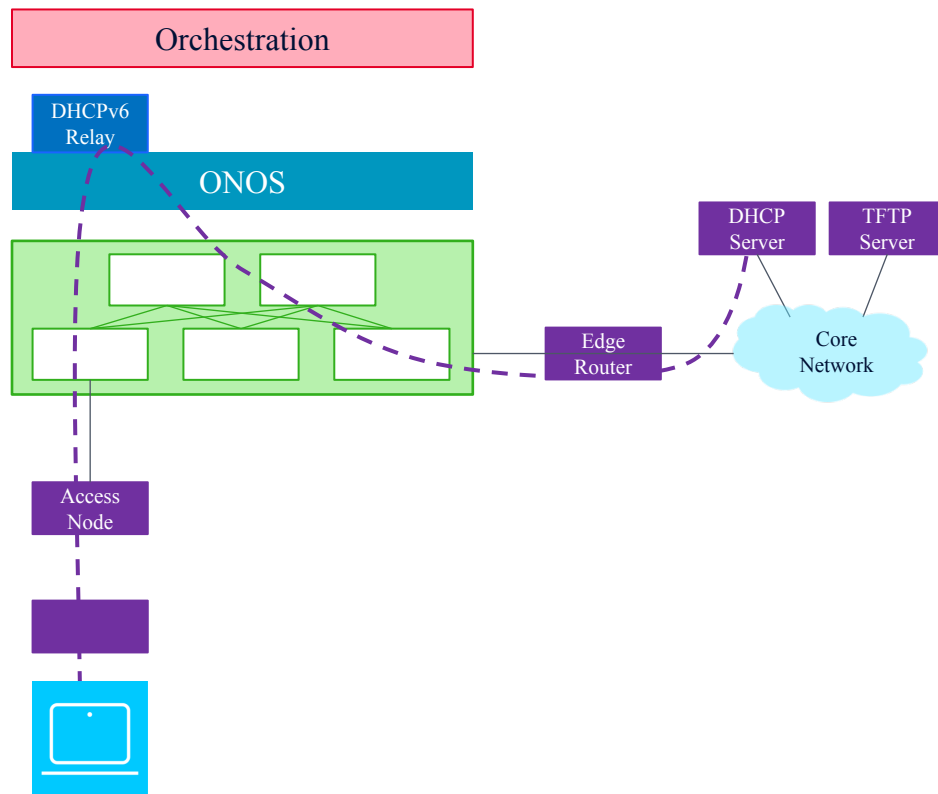 Orchestration
DHCPv6
Relay
ONOS
DHCP
Server
TFTP
Server
Edge
Router
Core
Network
Access
Node